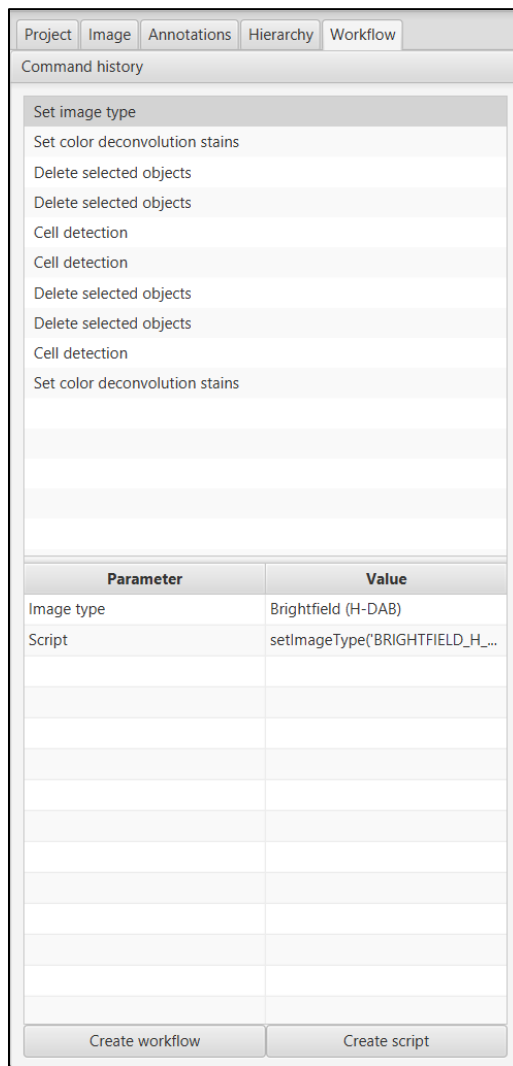 Project Image Annotations Hierarchy Workflow
Command history
Set image type
Set color deconvolution stains
Delete selected objects
Delete selected objects
Cell detection
Cell detection
Delete selected objects
Delete selected objects
Cell detection
Set color deconvolution stains
Parameter Value
Image type Brightfield (H-DAB)
Script setImageType('BRIGHTFIELD_H_...
Create workflow Create script